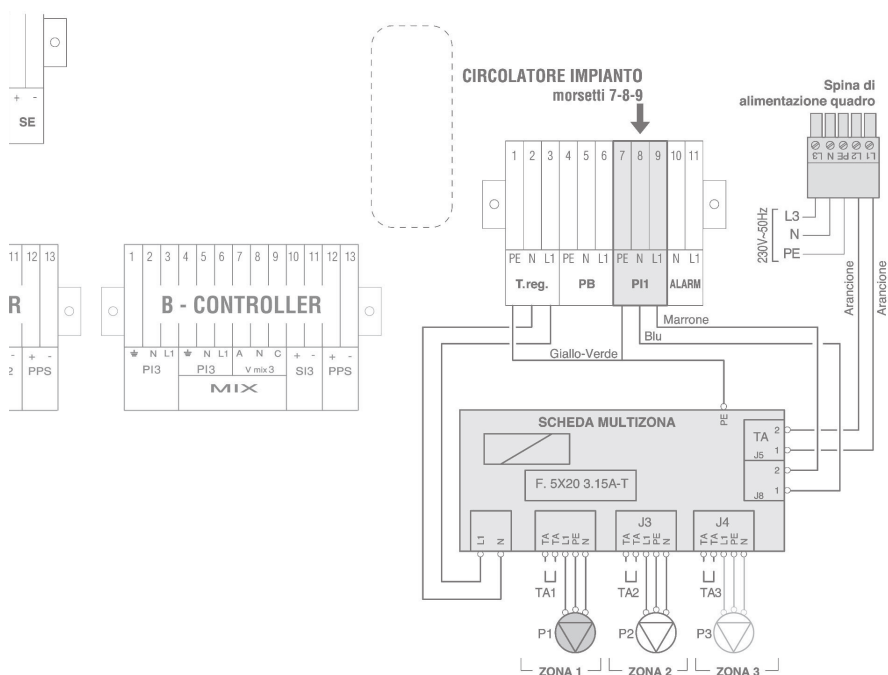 + -
SE
CIRCOLATORE IMPIANTO
morsetti 7-8-9
1 2 3 4 5 6 7 8 9 10 11
PE N L1 PE N L1 PE N L1 N L1
T.reg. PB PI1 ALARM
Spina di
alimentazione quadro
L3 N PE L2 L1
230V~50Hz
L3
N
PE
Arancione
Arancione
11 12 13
R
- + -
2 PPS
1 2 3 4 5 6 7 8 9 10 11 12 13
B - CONTROLLER
N L1 N L1 A N C + - + -
PI3 PI3 V mix 3 SI3 PPS
MIX
Marrone
Blu
Giallo-Verde
SCHEDA MULTIZONA
PE
TA 2
J5 1
2
J8 1
F. 5X20 3.15A-T
L1 N
TA TA L1 PE N
J3
TA TA L1 PE N
J4
TA TA L1 PE N
TA1 TA2 TA3
P1 P2 P3
ZONA 1 ZONA 2 ZONA 3